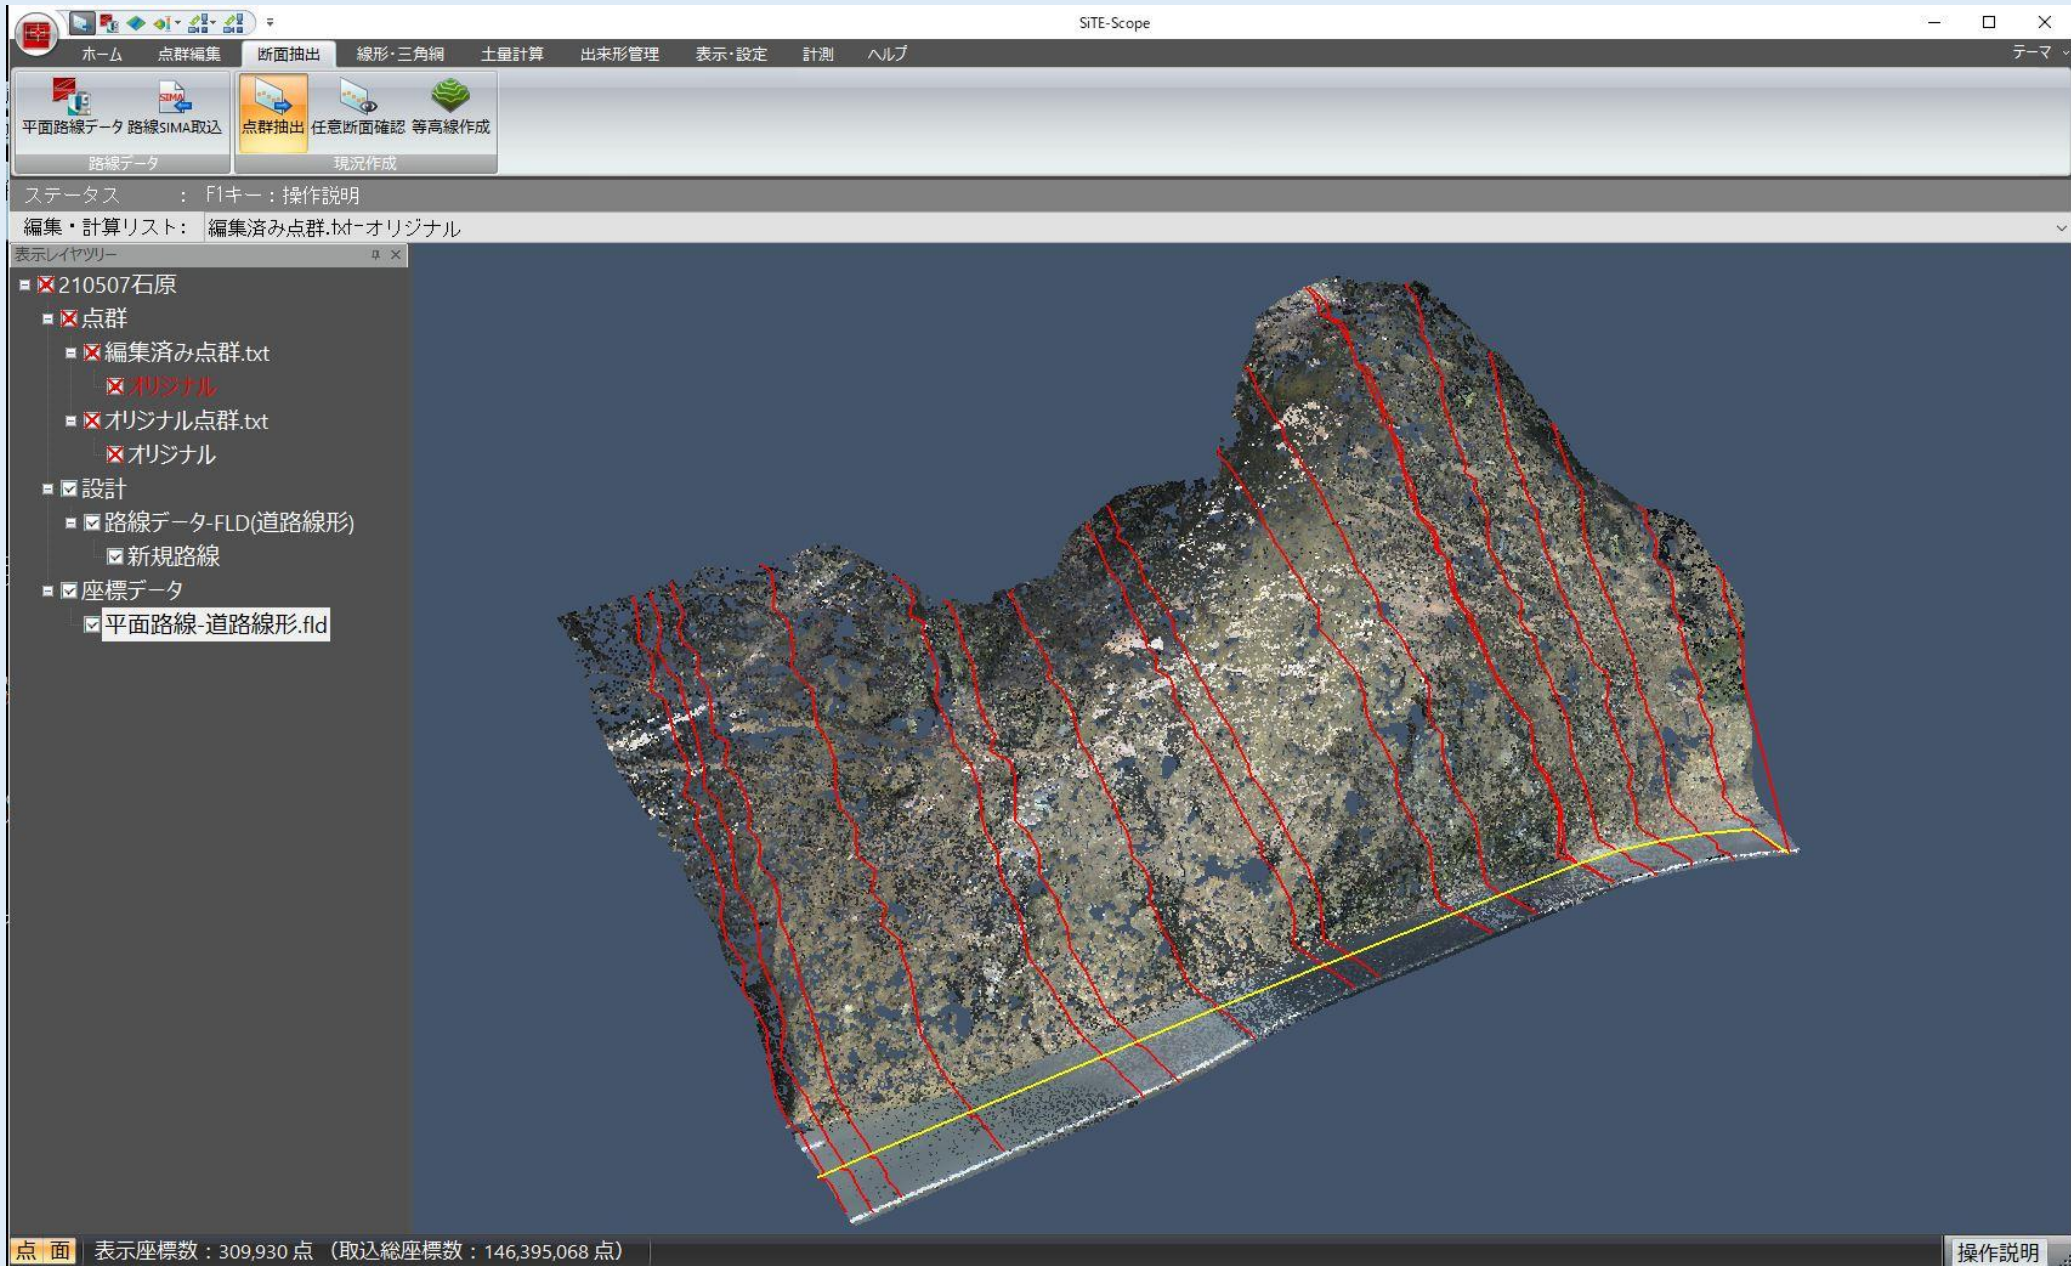 SiTE-Scope
ホーム 点群編集 断面抽出 線形・三角網 土量計算 出来形管理 表示・設定 計測 ヘルプ テーマ
SIMA
平面路線データ 路線SIMA取込 点群抽出 任意断面確認 等高線作成
路線データ 現況作成
ステータス : F1キー:操作説明
編集・計算リスト: 編集済み点群.txt-オリジナル
表示レイヤツリー
210507石原
点群
編集済み点群.txt
オリジナル
オリジナル点群.txt
オリジナル
設計
路線データ-FLD(道路線形)
新規路線
座標データ
平面路線-道路線形.fld
点 面 表示座標数:309,930 点 (取込総座標数:146,395,068 点) 操作説明